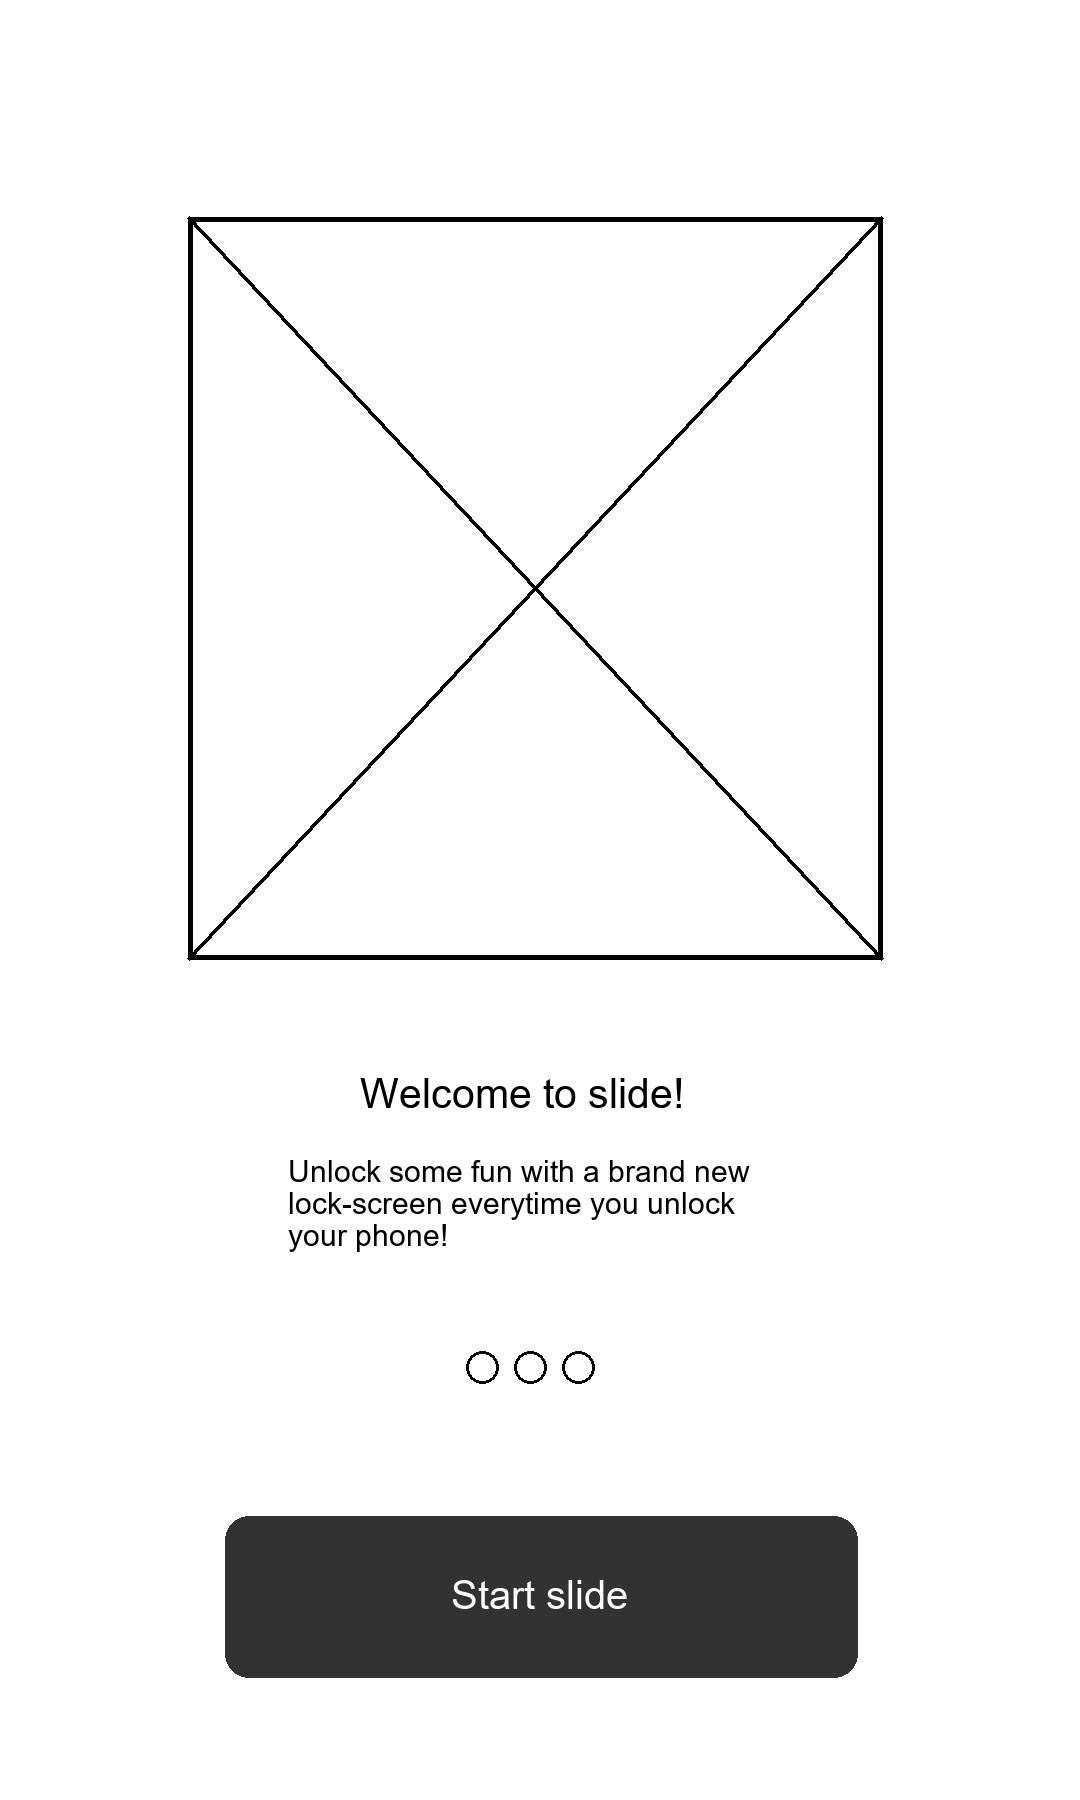 Welcome to slide!
Unlock some fun with a brand new
lock-screen everytime you unlock
your phone!
Start slide